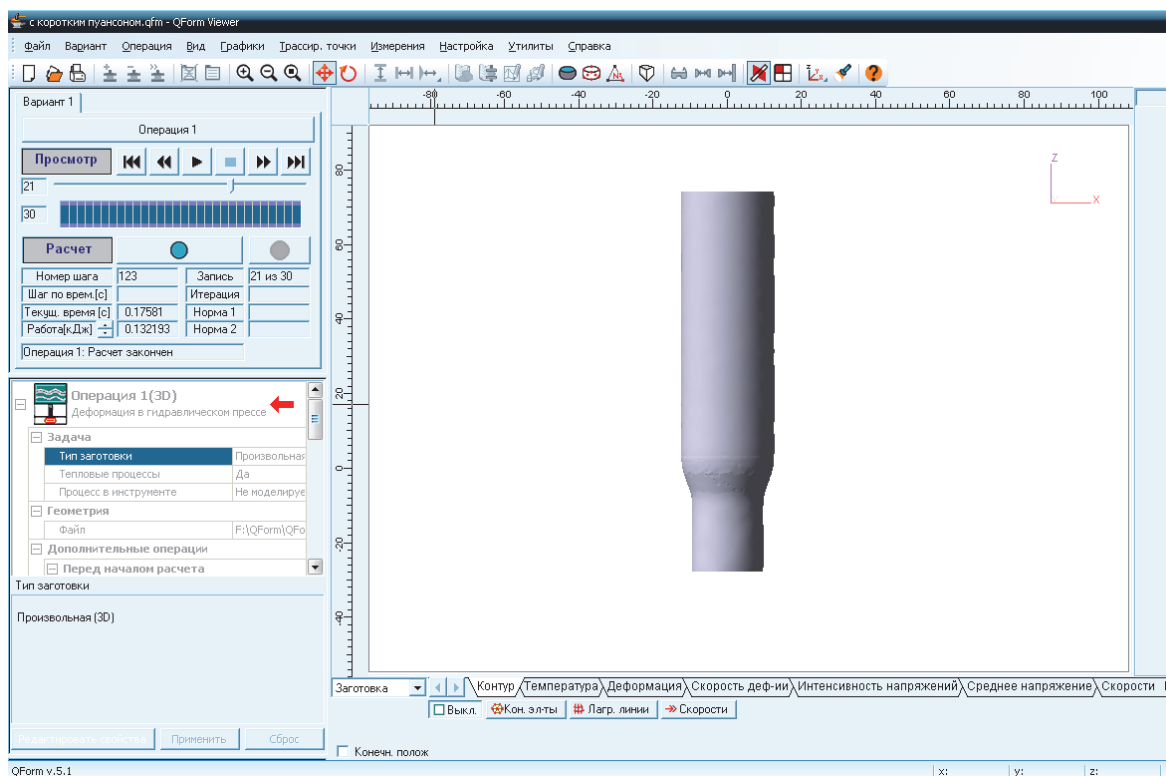 с коротким пуансоном.qfm - QForm Viewer
Файл Вариант Операция Вид Графики Трассир. точки Измерения Настройка Утилиты Справка
Вариант 1
Операция 1
Просмотр
21
30
Расчет
Номер шага 123 Запись 21 из 30
Шаг по врем.[с] Итерация
Текущ. время [с] 0.17581 Норма 1
Работа[кДж] 0.132193 Норма 2
Операция 1: Расчет закончен
Операция 1(3D)
Деформация в гидравлическом прессе
Задача
Тип заготовки Произвольная
Тепловые процессы Да
Процесс в инструменте Не моделируе
Геометрия
Файл F:\QForm\QFo
Дополнительные операции
Перед началом расчета
Тип заготовки
Произвольная (3D)
Редактировать свойства Применить Сброс
-80 -60 -40 -20 0 20 40 60 80 100
80
60
40
20
0
-20
-40
Z
X
Заготовка Контур Температура Деформация Скорость деф-ии Интенсивность напряжений Среднее напряжение Скорости
Выкл. Кон. эл-ты Лагр. линии Скорости
Конечн. полож
QForm v.5.1 x: y: z: